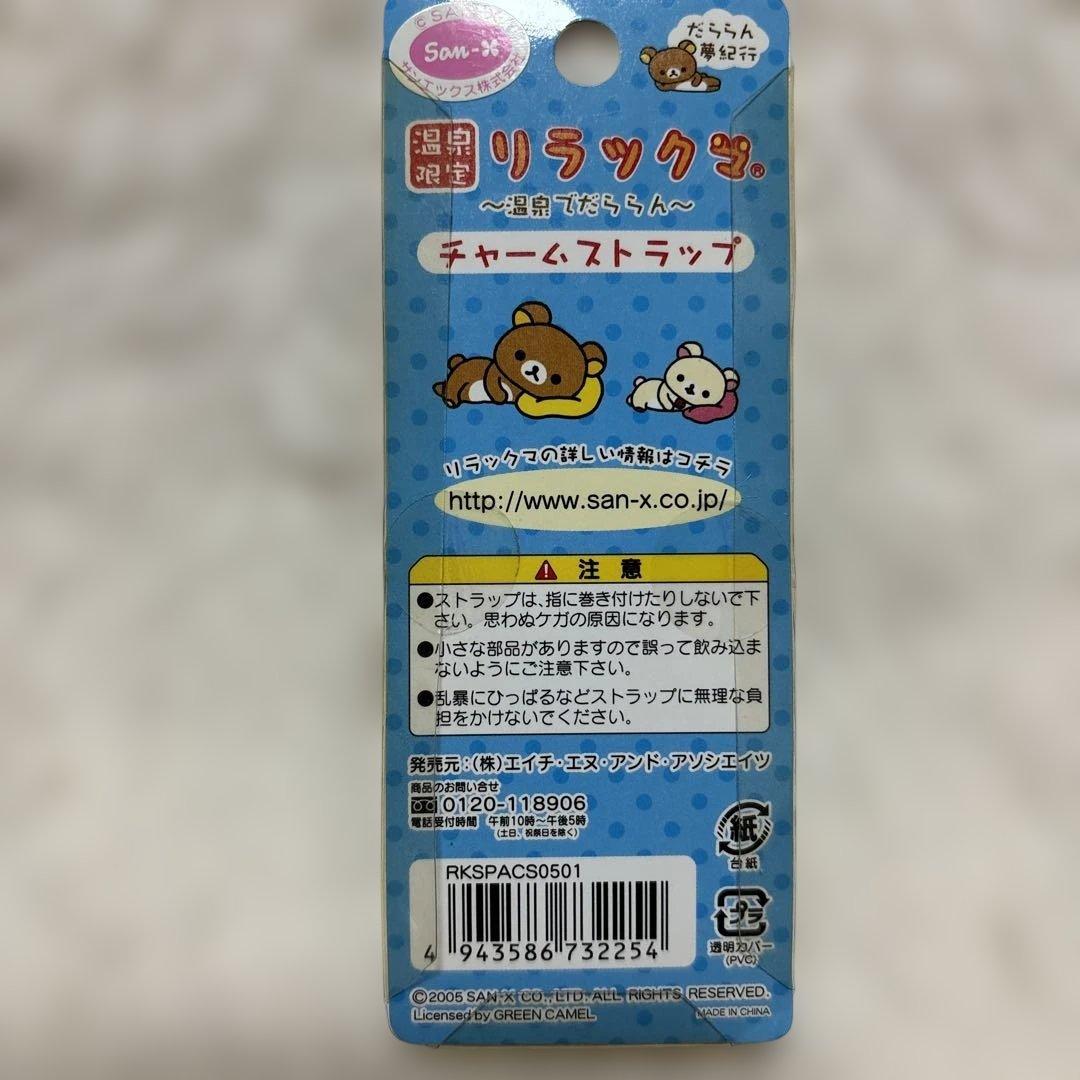 © SAN-X
San-X
サンエックス株式会社
だららん
夢紀行
温泉
限定
リラックマ®
〜温泉でだららん〜
チャームストラップ
リラックマの詳しい情報はコチラ
http://www.san-x.co.jp/
注 意
●ストラップは、指に巻き付けたりしないで下
さい。思わぬケガの原因になります。
●小さな部品がありますので誤って飲み込ま
ないようにご注意下さい。
●乱暴にひっぱるなどストラップに無理な負
担をかけないでください。
発売元:(株)エイチ・エヌ・アンド・アソシエイツ
商品のお問い合せ
0120-118906
電話受付時間 午前10時〜午後5時
(土日、祝祭日を除く)
紙
台紙
RKSPACS0501
4 943586 732254
プラ
透明カバー
(PVC)
©2005 SAN-X CO., LTD. ALL RIGHTS RESERVED.
Licensed by GREEN CAMEL
MADE IN CHINA